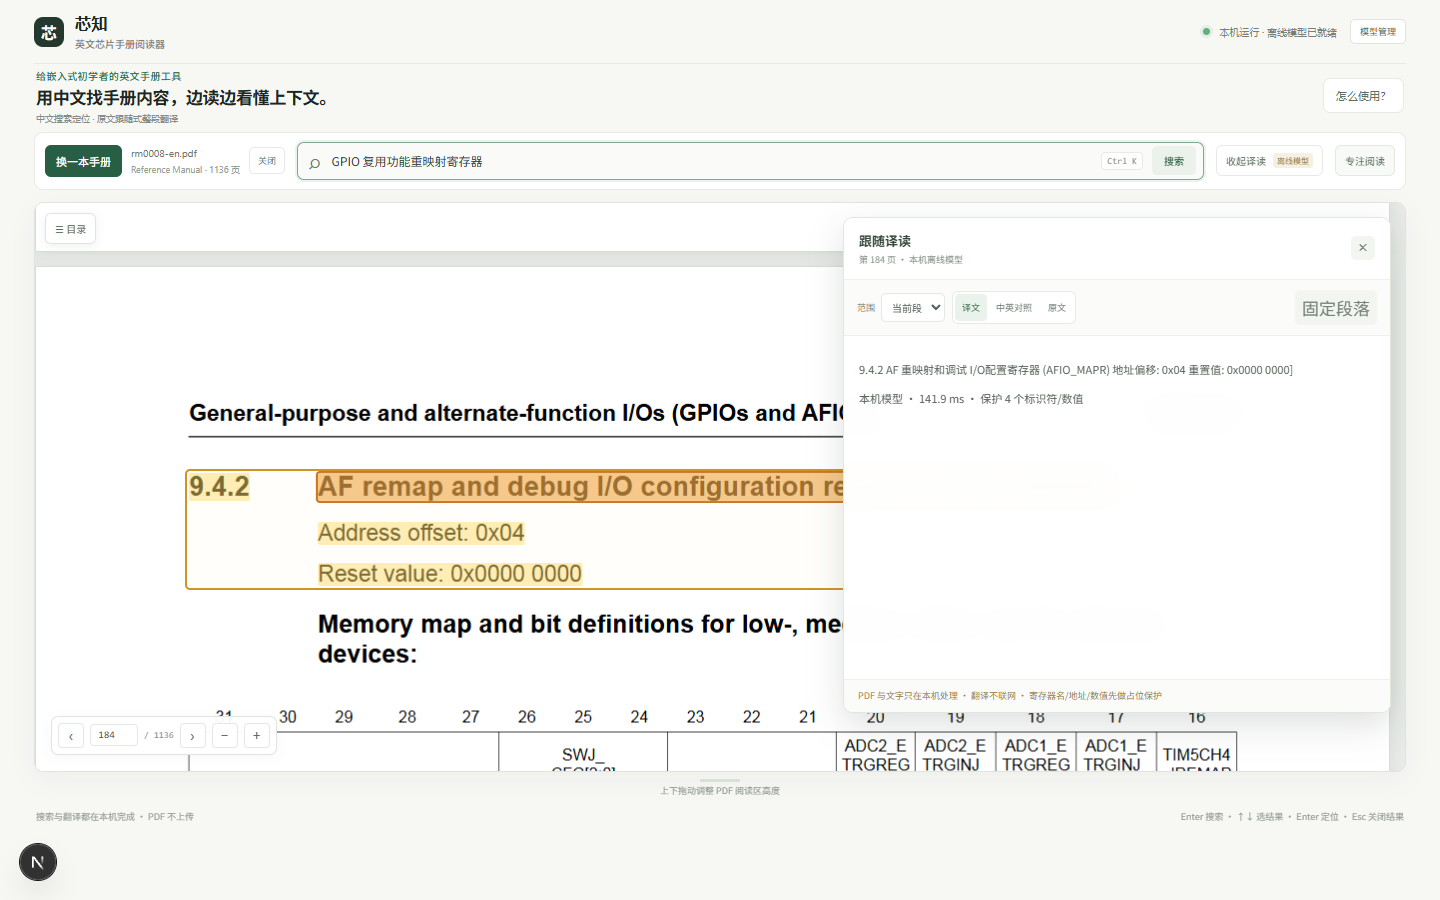 芯
芯知
英文芯片手册阅读器
本机运行 · 离线模型已就绪
模型管理
给嵌入式初学者的英文手册工具
用中文找手册内容，边读边看懂上下文。
中文搜索定位 · 原文跟随式整段翻译
怎么使用？
换一本手册
rm0008-en.pdf
Reference Manual · 1136 页
关闭
GPIO 复用功能重映射寄存器
Ctrl K
搜索
收起译读 离线模型
专注阅读
☰ 目录
General-purpose and alternate-function I/Os (GPIOs and AFIO
9.4.2 AF remap and debug I/O configuration re
Address offset: 0x04
Reset value: 0x0000 0000
Memory map and bit definitions for low-, me
devices:
31 30 29 28 27 26 25 24 23 22 21 20 19 18 17 16
SWJ_ ADC2_E ADC2_E ADC1_E ADC1_E TIM5CH4
TRGREG TRGINJ TRGREG TRGINJ
跟随译读
第 184 页 · 本机离线模型
×
范围 当前段 译文 中英对照 原文
固定段落
9.4.2 AF 重映射和调试 I/O配置寄存器 (AFIO_MAPR) 地址偏移: 0x04 重置值: 0x0000 0000]
本机模型 · 141.9 ms · 保护 4 个标识符/数值
PDF 与文字只在本机处理 · 翻译不联网 · 寄存器名/地址/数值先做占位保护
‹ 184 / 1136 › − +
上下拖动调整 PDF 阅读区高度
搜索与翻译都在本机完成 · PDF 不上传
Enter 搜索 · ↑↓ 选结果 · Enter 定位 · Esc 关闭结果
N